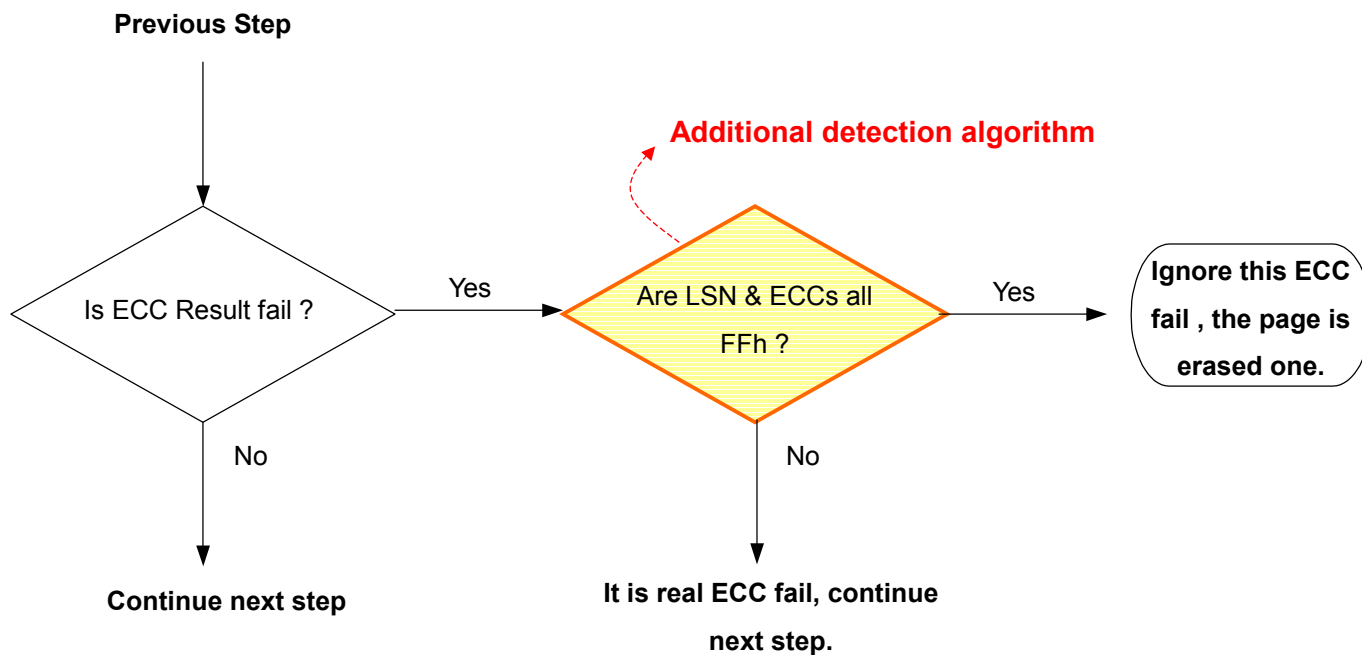 Previous Step
Additional detection algorithm
Is ECC Result fail ?
Yes
Are LSN & ECCs all
FFh ?
Yes
Ignore this ECC
fail , the page is
erased one.
No
No
Continue next step
It is real ECC fail, continue
next step.